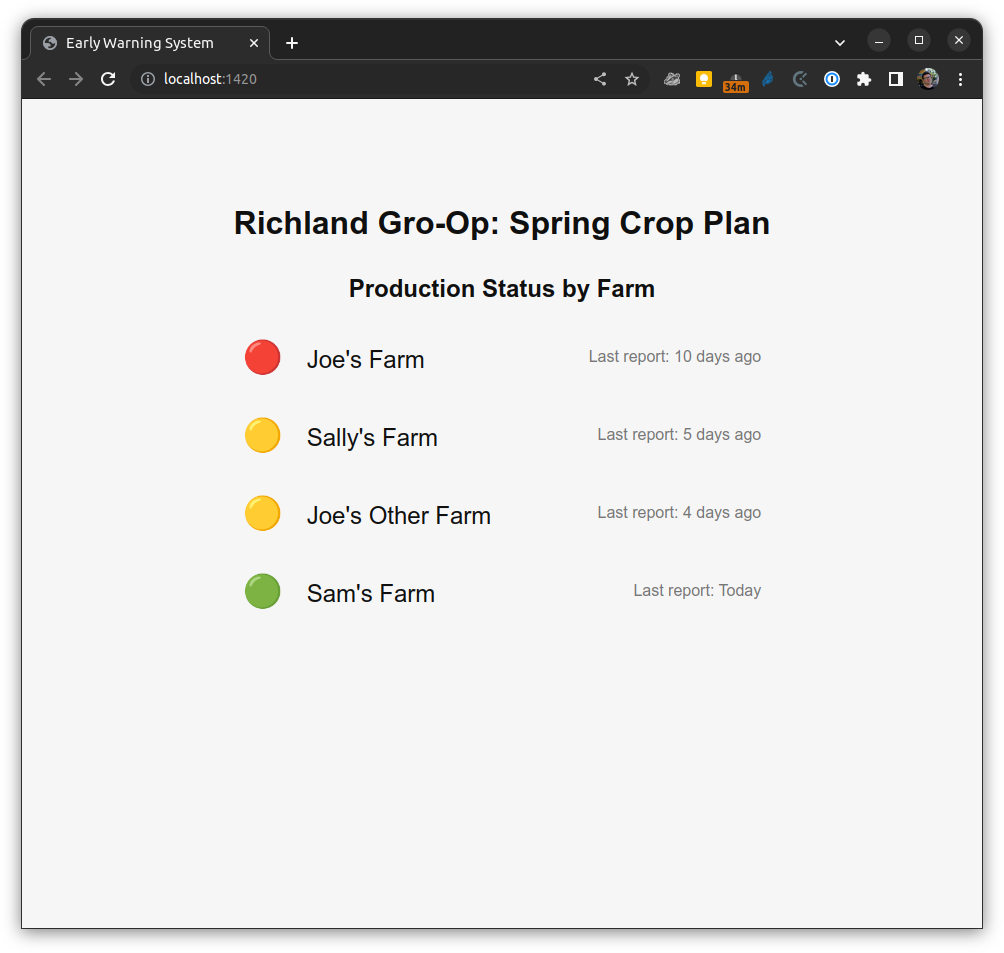 Early Warning System
localhost:1420
34m
Richland Gro-Op: Spring Crop Plan
Production Status by Farm
Joe's Farm Last report: 10 days ago
Sally's Farm Last report: 5 days ago
Joe's Other Farm Last report: 4 days ago
Sam's Farm Last report: Today